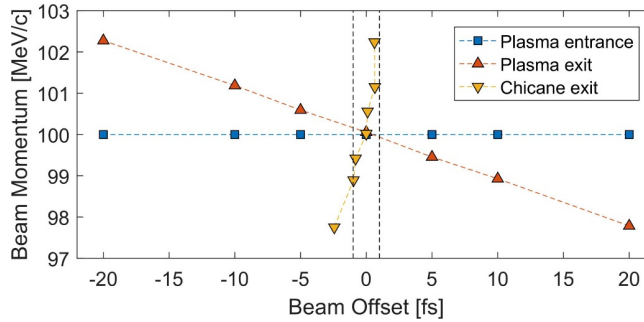 103
102
101
100
99
98
97
Beam Momentum [MeV/c]
Plasma entrance
Plasma exit
Chicane exit
-20 -15 -10 -5 0 5 10 15 20
Beam Offset [fs]